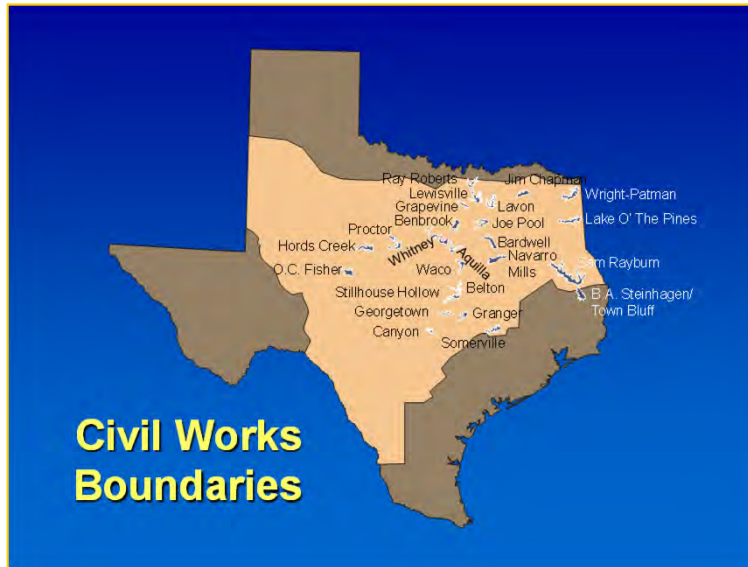 Ray Roberts
Jim Chapman
Lewisville
Wright-Patman
Grapevine
Lavon
Benbrook
Joe Pool
Lake O' The Pines
Proctor
Whitney
Bardwell
Hords Creek
Aquilla
Navarro
Mills
Sam Rayburn
O.C. Fisher
Waco
Stillhouse Hollow
Belton
B.A. Steinhagen/
Town Bluff
Georgetown
Granger
Canyon
Somerville
Civil Works
Boundaries